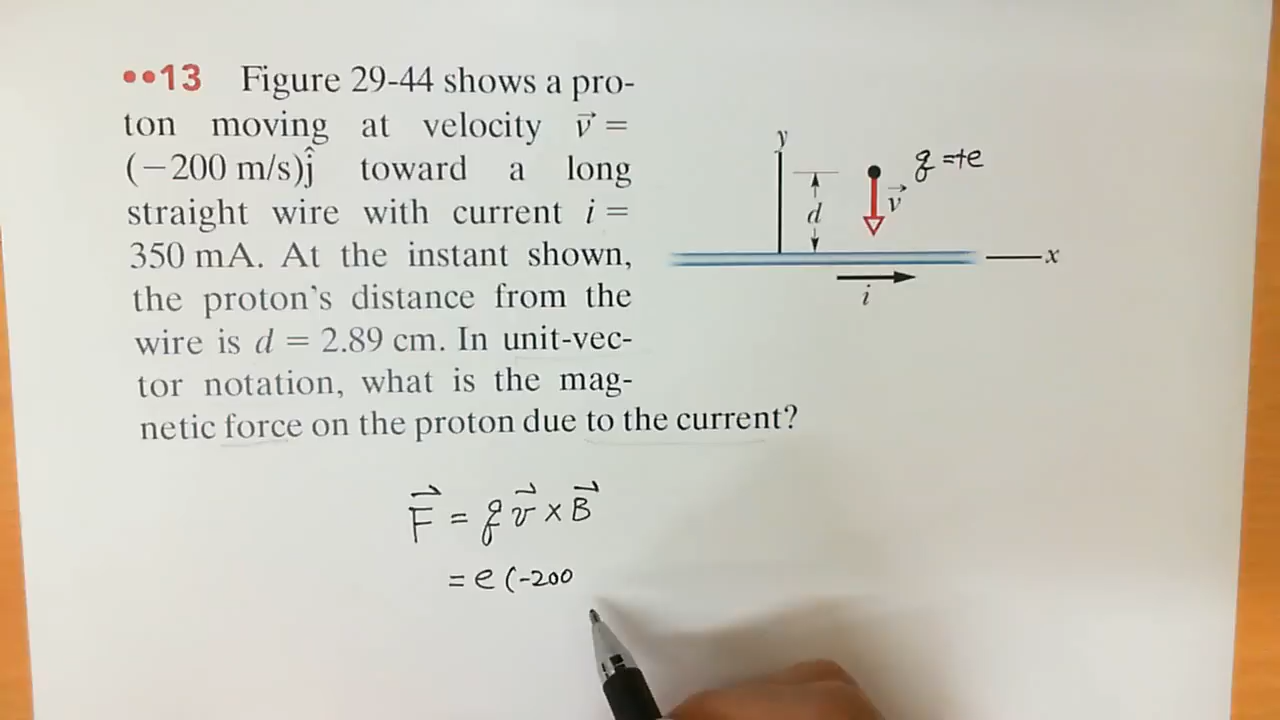 ••13 Figure 29-44 shows a pro-
ton moving at velocity v⃗ =
(−200 m/s)ĵ toward a long
straight wire with current i =
350 mA. At the instant shown,
the proton's distance from the
wire is d = 2.89 cm. In unit-vec-
tor notation, what is the mag-
netic force on the proton due to the current?
y
q = +e
v⃗
d
x
i
F⃗ = q v⃗ × B⃗
= e (-200